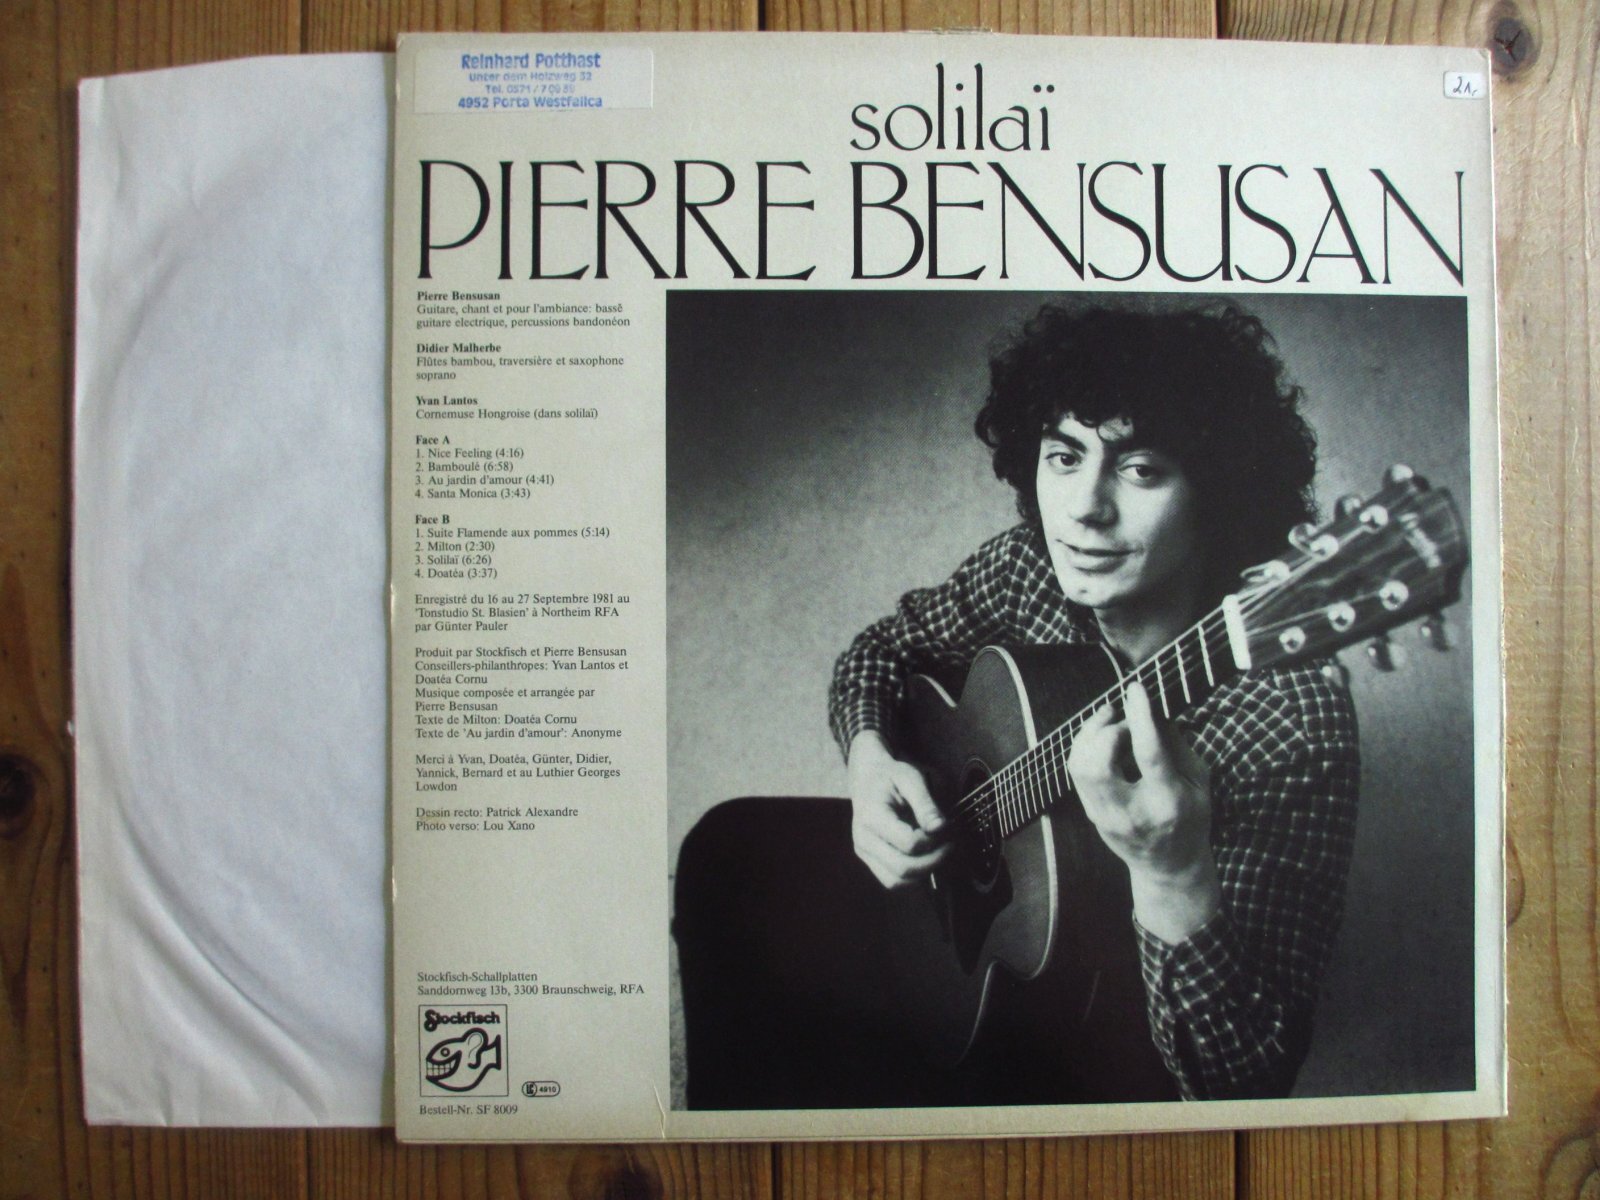 Reinhard Potthast
Unter dem Holzweg 32
4952 Porta Westfalica
21,-
solilaï
PIERRE BENSUSAN
Pierre Bensusan
Guitare, chant et pour l'ambiance: bassê
guitare electrique, percussions bandonéon
Didier Malherbe
Flûtes bambou, traversière et saxophone
soprano
Yvan Lantos
Cornemuse Hongroise (dans solilaï)
Face A
1. Nice Feeling (4:16)
2. Bamboulé (6:58)
3. Au jardin d'amour (4:41)
4. Santa Monica (3:43)
Face B
1. Suite Flamende aux pommes (5:14)
2. Milton (2:30)
3. Solilaï (6:26)
4. Doatéa (3:37)
Enregistré du 16 au 27 Septembre 1981 au
'Tonstudio St. Blasien' à Northeim RFA
par Günter Pauler
Produit par Stockfisch et Pierre Bensusan
Conseillers-philanthropes: Yvan Lantos et
Doatéa Cornu
Musique composée et arrangée par
Pierre Bensusan
Texte de Milton: Doatéa Cornu
Texte de 'Au jardin d'amour': Anonyme
Merci à Yvan, Doatéa, Günter, Didier,
Yannick, Bernard et au Luthier Georges
Lowdon
Dessin recto: Patrick Alexandre
Photo verso: Lou Xano
Stockfisch-Schallplatten
Sanddornweg 13b, 3300 Braunschweig, RFA
Stockfisch
LC 4916
Bestell-Nr. SF 8009